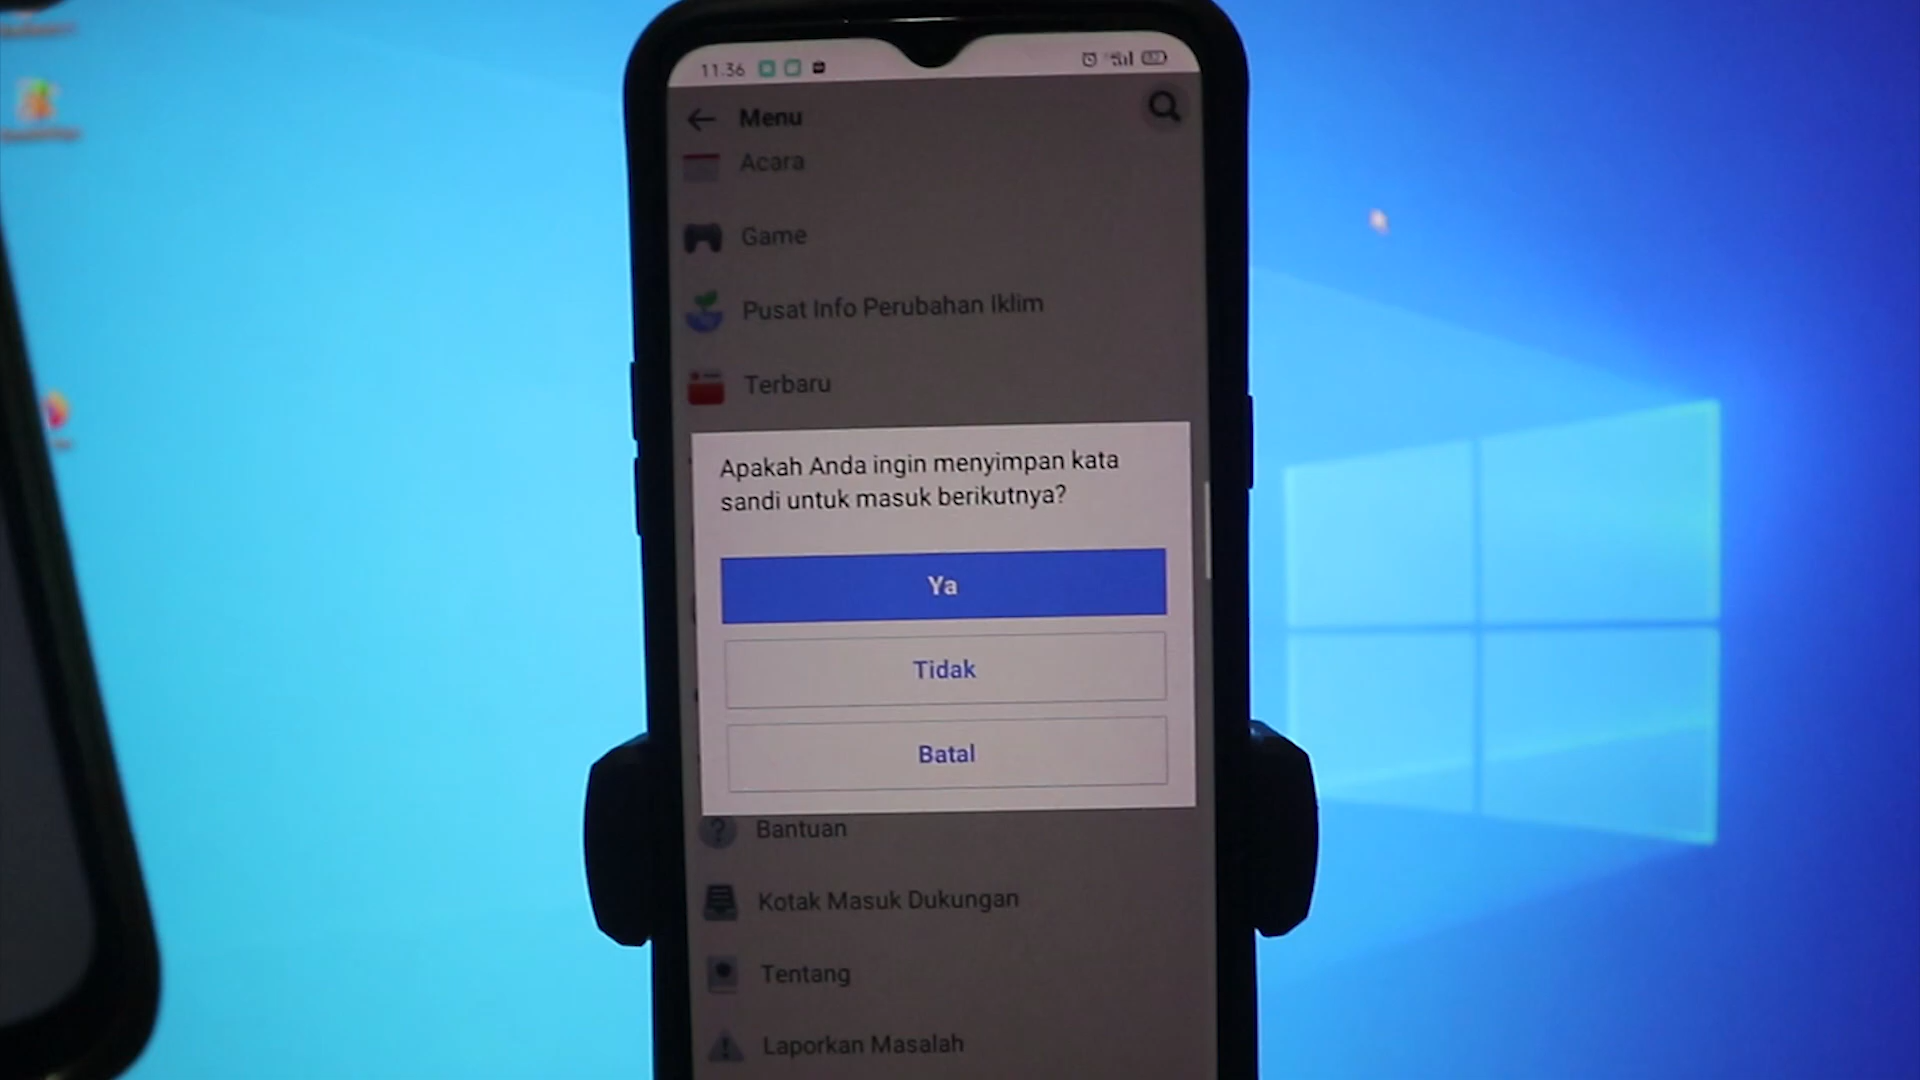 11.36
Menu
Acara
Game
Pusat Info Perubahan Iklim
Terbaru
Apakah Anda ingin menyimpan kata
sandi untuk masuk berikutnya?
Ya
Tidak
Batal
Bantuan
Kotak Masuk Dukungan
Tentang
Laporkan Masalah